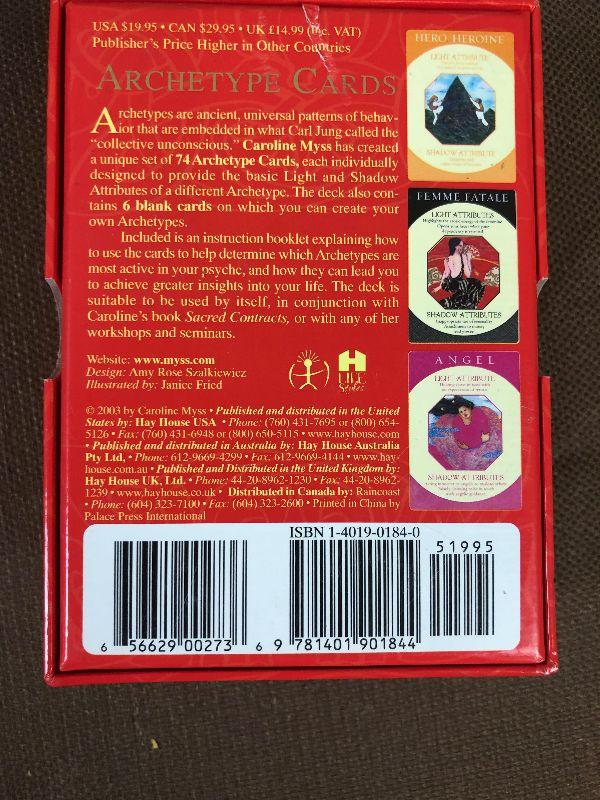 USA $19.95 • CAN $29.95 • UK £14.99 (Inc. VAT)
Publisher's Price Higher in Other Countries
ARCHETYPE CARDS
Archetypes are ancient, universal patterns of behav-
ior that are embedded in what Carl Jung called the
"collective unconscious." Caroline Myss has created
a unique set of 74 Archetype Cards, each individually
designed to provide the basic Light and Shadow
Attributes of a different Archetype. The deck also con-
tains 6 blank cards on which you can create your
own Archetypes.
Included is an instruction booklet explaining how
to use the cards to help determine which Archetypes are
most active in your psyche, and how they can lead you
to achieve greater insights into your life. The deck is
suitable to be used by itself, in conjunction with
Caroline's book Sacred Contracts, or with any of her
workshops and seminars.
Website: www.myss.com
Design: Amy Rose Szalkiewicz
Illustrated by: Janice Fried
H
LIFE
Styles
© 2003 by Caroline Myss • Published and distributed in the United
States by: Hay House USA • Phone: (760) 431-7695 or (800) 654-
5126 • Fax: (760) 431-6948 or (800) 650-5115 • www.hayhouse.com
• Published and distributed in Australia by: Hay House Australia
Pty Ltd, • Phone: 612-9669-4299 • Fax: 612-9669-4144 • www.hay-
house.com.au • Published and Distributed in the United Kingdom by:
Hay House UK, Ltd. • Phone: 44-20-8962-1230 • Fax: 44-20-8962-
1239 • www.hayhouse.co.uk • Distributed in Canada by: Raincoast
• Phone: (604) 323-7100 • Fax: (604) 323-2600 • Printed in China by
Palace Press International
HERO/HEROINE
LIGHT ATTRIBUTE
SHADOW ATTRIBUTE
FEMME FATALE
LIGHT ATTRIBUTES
SHADOW ATTRIBUTES
ANGEL
LIGHT ATTRIBUTE
SHADOW ATTRIBUTES
ISBN 1-4019-0184-0
51995
6 56629 00273 6
9 781401 901844